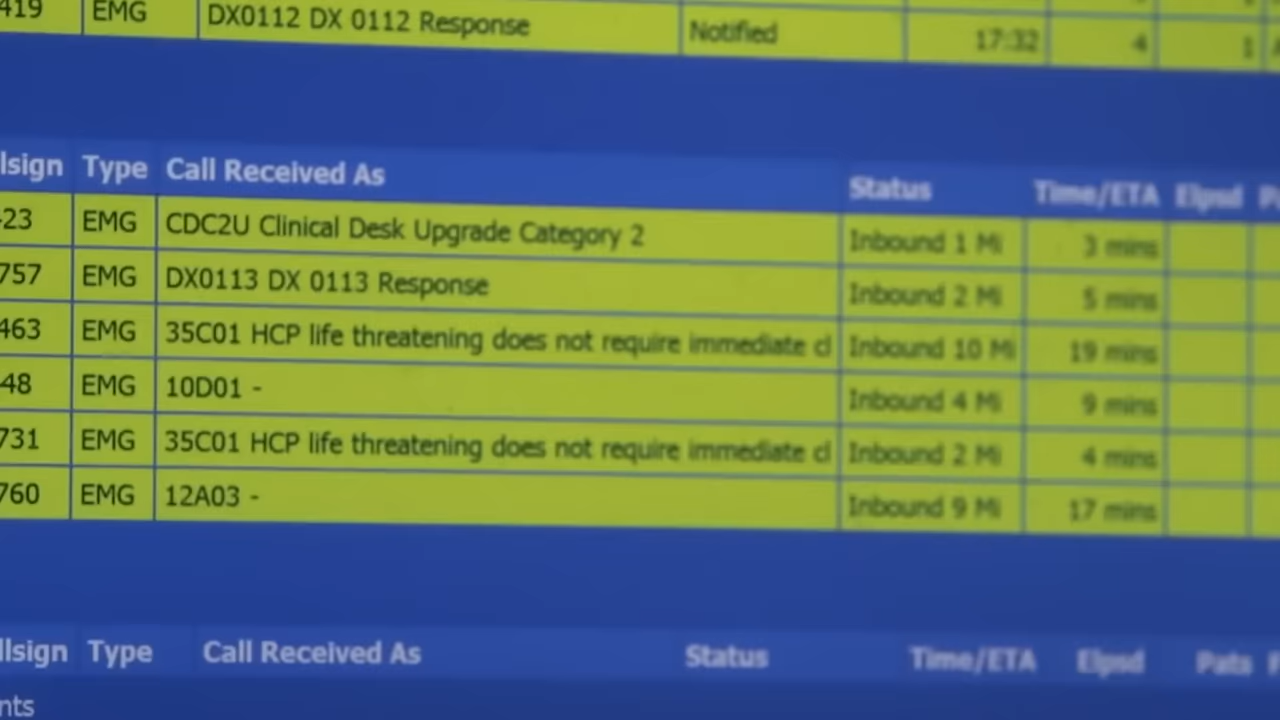 419 EMG DX0112 DX 0112 Response Notified 17:32 4 1
lsign Type Call Received As Status Time/ETA Elpsd
23 EMG CDC2U Clinical Desk Upgrade Category 2 Inbound 1 Mi 3 mins
757 EMG DX0113 DX 0113 Response Inbound 2 Mi 5 mins
463 EMG 35C01 HCP life threatening does not require immediate cl Inbound 10 Mi 19 mins
48 EMG 10D01 - Inbound 4 Mi 9 mins
731 EMG 35C01 HCP life threatening does not require immediate cl Inbound 2 Mi 4 mins
760 EMG 12A03 - Inbound 9 Mi 17 mins
llsign Type Call Received As Status Time/ETA Elpsd Pats
nts